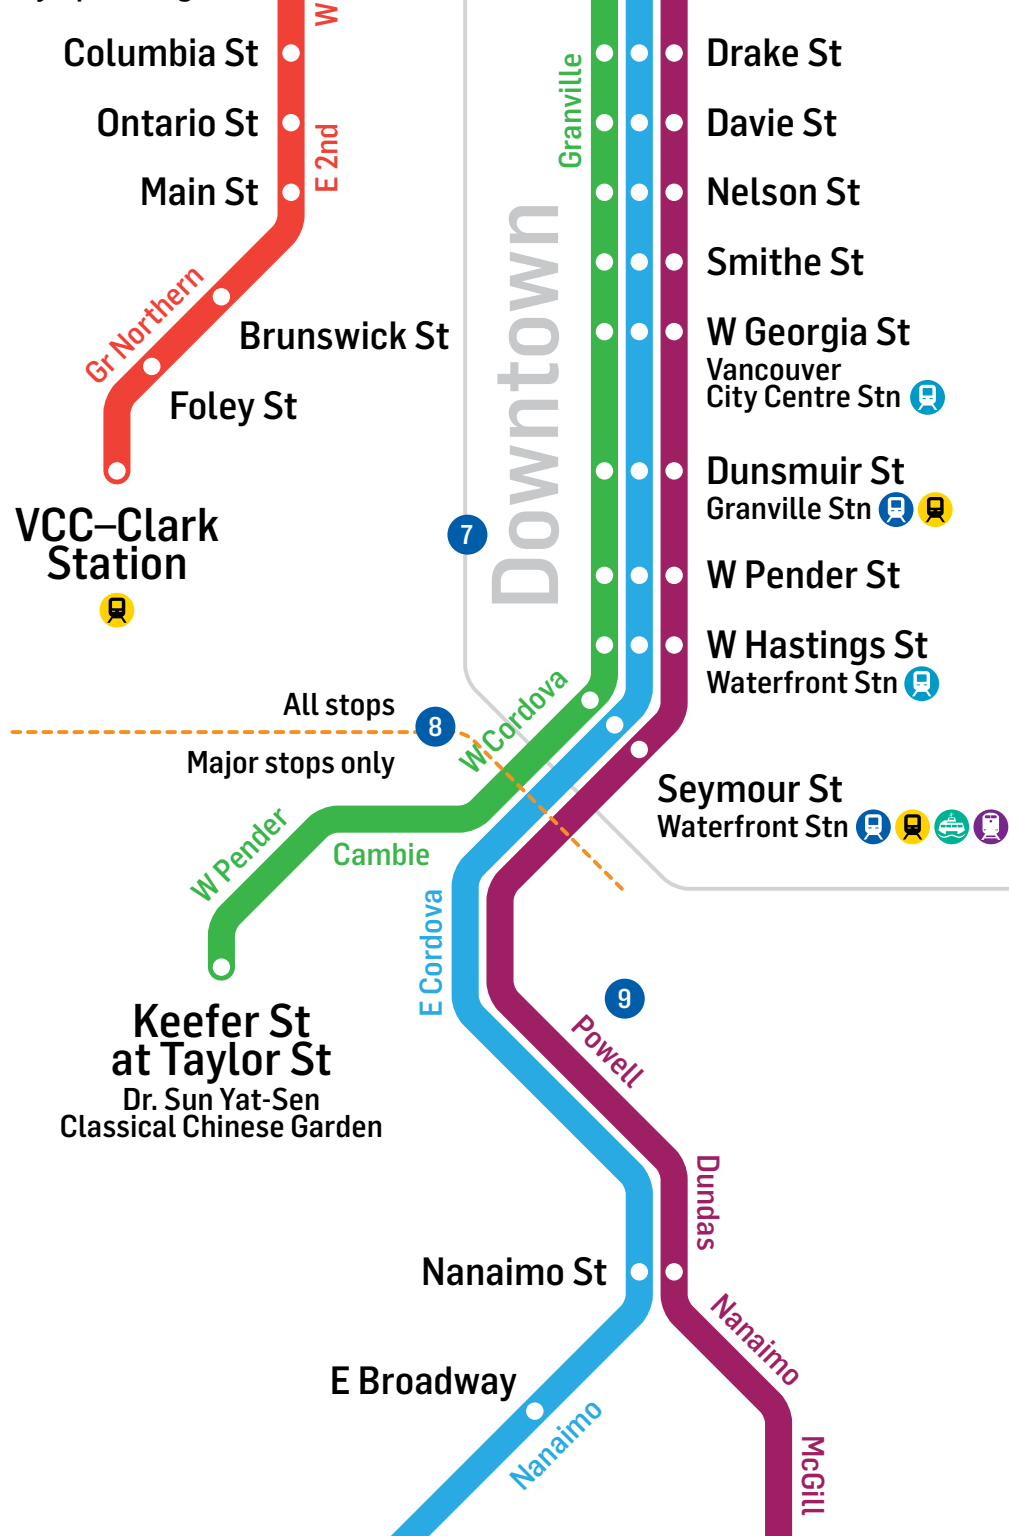 W
Columbia St
Ontario St
Main St
E 2nd
Gr Northern
Brunswick St
Foley St
VCC–Clark
Station
Granville
Downtown
Drake St
Davie St
Nelson St
Smithe St
W Georgia St
Vancouver
City Centre Stn
Dunsmuir St
Granville Stn
W Pender St
W Hastings St
Waterfront Stn
7
All stops
8
Major stops only
W Cordova
Seymour St
Waterfront Stn
W Pender
Cambie
E Cordova
9
Powell
Keefer St
at Taylor St
Dr. Sun Yat-Sen
Classical Chinese Garden
Dundas
Nanaimo St
Nanaimo
E Broadway
Nanaimo
McGill